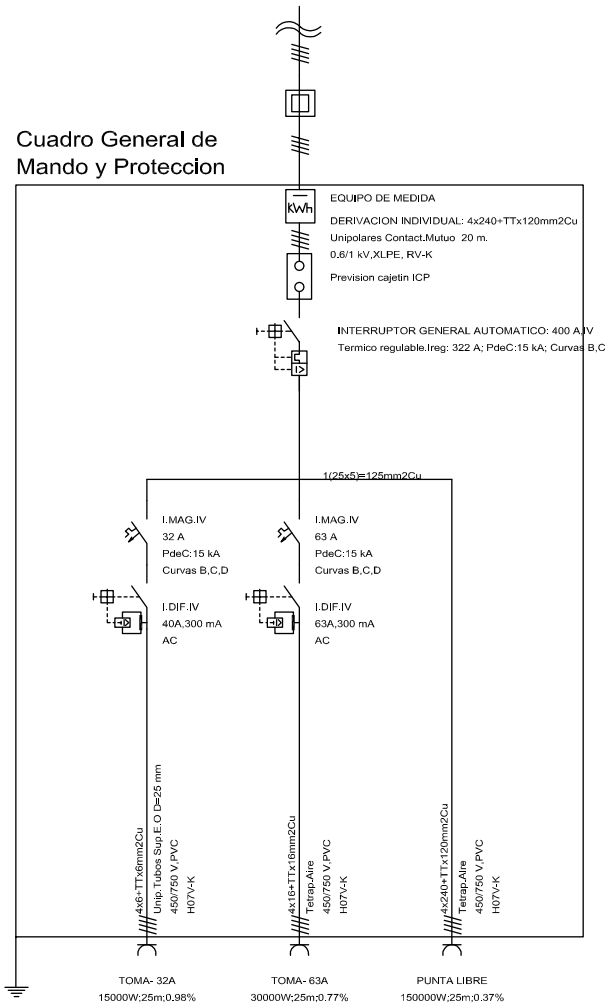 Cuadro General de
Mando y Proteccion
KWh
EQUIPO DE MEDIDA
DERIVACION INDIVIDUAL: 4x240+TTx120mm2Cu
Unipolares Contact.Mutuo 20 m.
0.6/1 kV,XLPE, RV-K
Prevision cajetin ICP
INTERRUPTOR GENERAL AUTOMATICO: 400 A,IV
Termico regulable.Ireg: 322 A; PdeC:15 kA; Curvas B,C
I>
1(25x5)=125mm2Cu
I.MAG.IV
32 A
PdeC:15 kA
Curvas B,C,D
I.DIF.IV
40A,300 mA
AC
I.MAG.IV
63 A
PdeC:15 kA
Curvas B,C,D
I.DIF.IV
63A,300 mA
AC
4x6+TTx6mm2Cu
Unip.Tubos Sup.E.O D=25 mm
450/750 V,PVC
H07V-K
4x16+TTx16mm2Cu
Tetrap.Aire
450/750 V,PVC
H07V-K
4x240+TTx120mm2Cu
Tetrap.Aire
450/750 V,PVC
H07V-K
TOMA- 32A
15000W;25m;0.98%
TOMA- 63A
30000W;25m;0.77%
PUNTA LIBRE
150000W;25m;0.37%